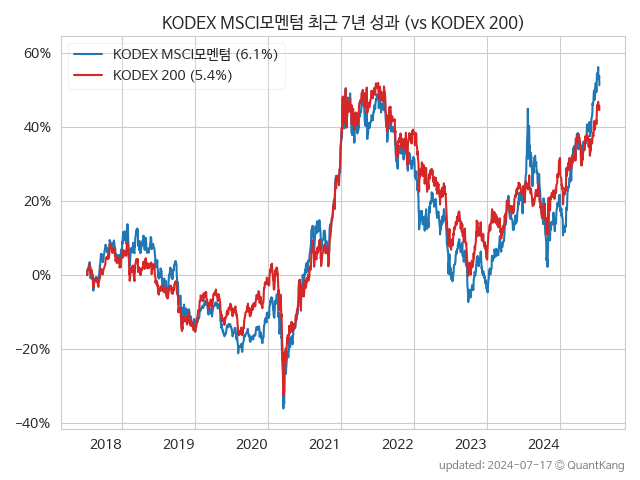 KODEX MSCI모멘텀 최근 7년 성과 (vs KODEX 200)
KODEX MSCI모멘텀 (6.1%)
KODEX 200 (5.4%)
60%
40%
20%
0%
−20%
−40%
2018 2019 2020 2021 2022 2023 2024
updated: 2024-07-17 © QuantKang